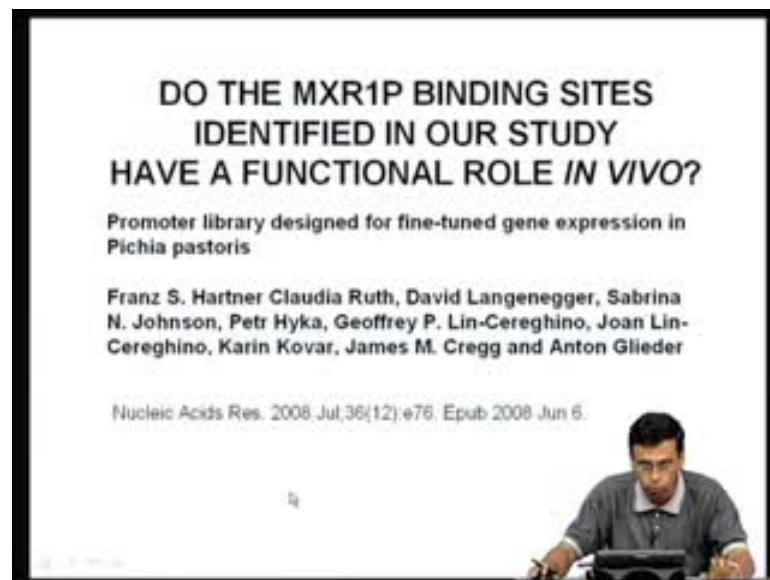 DO THE MXR1P BINDING SITES
IDENTIFIED IN OUR STUDY
HAVE A FUNCTIONAL ROLE IN VIVO?
Promoter library designed for fine-tuned gene expression in
Pichia pastoris
Franz S. Hartner Claudia Ruth, David Langenegger, Sabrina
N. Johnson, Petr Hyka, Geoffrey P. Lin-Cereghino, Joan Lin-
Cereghino, Karin Kovar, James M. Cregg and Anton Glieder
Nucleic Acids Res. 2008 Jul;36(12):e76. Epub 2008 Jun 6.